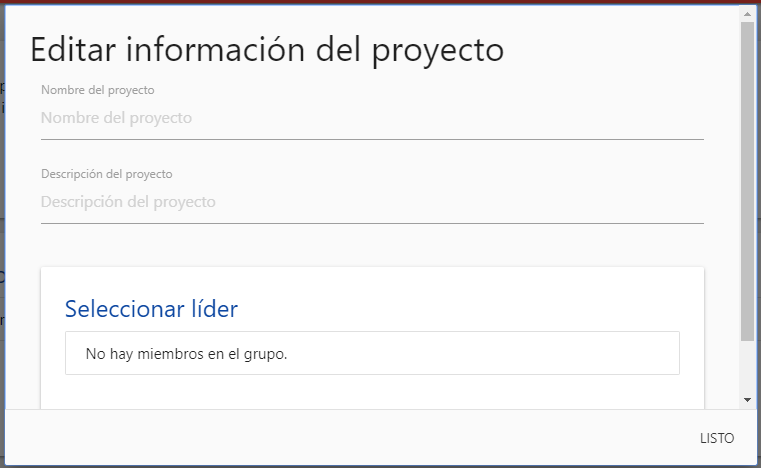 Editar información del proyecto
Nombre del proyecto
Nombre del proyecto
Descripción del proyecto
Descripción del proyecto
Seleccionar líder
No hay miembros en el grupo.
LISTO